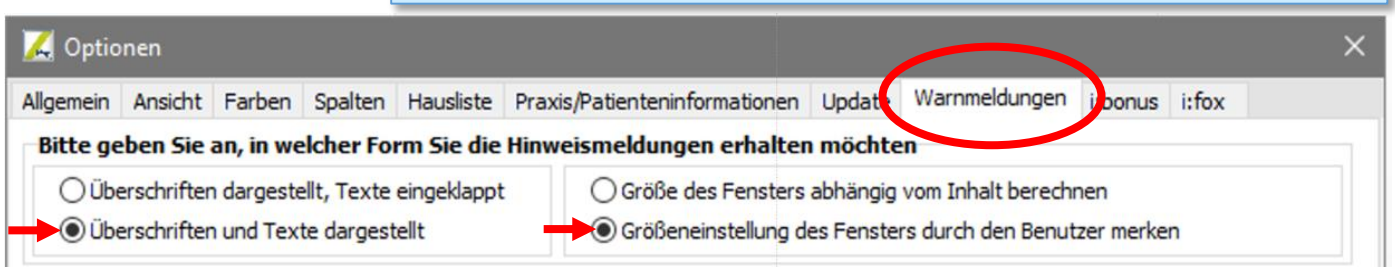 Optionen
Allgemein Ansicht Farben Spalten Hausliste Praxis/Patienteninformationen Update Warnmeldungen i:bonus i:fox
Bitte geben Sie an, in welcher Form Sie die Hinweismeldungen erhalten möchten
Überschriften dargestellt, Texte eingeklappt
Größe des Fensters abhängig vom Inhalt berechnen
Überschriften und Texte dargestellt
Größeneinstellung des Fensters durch den Benutzer merken